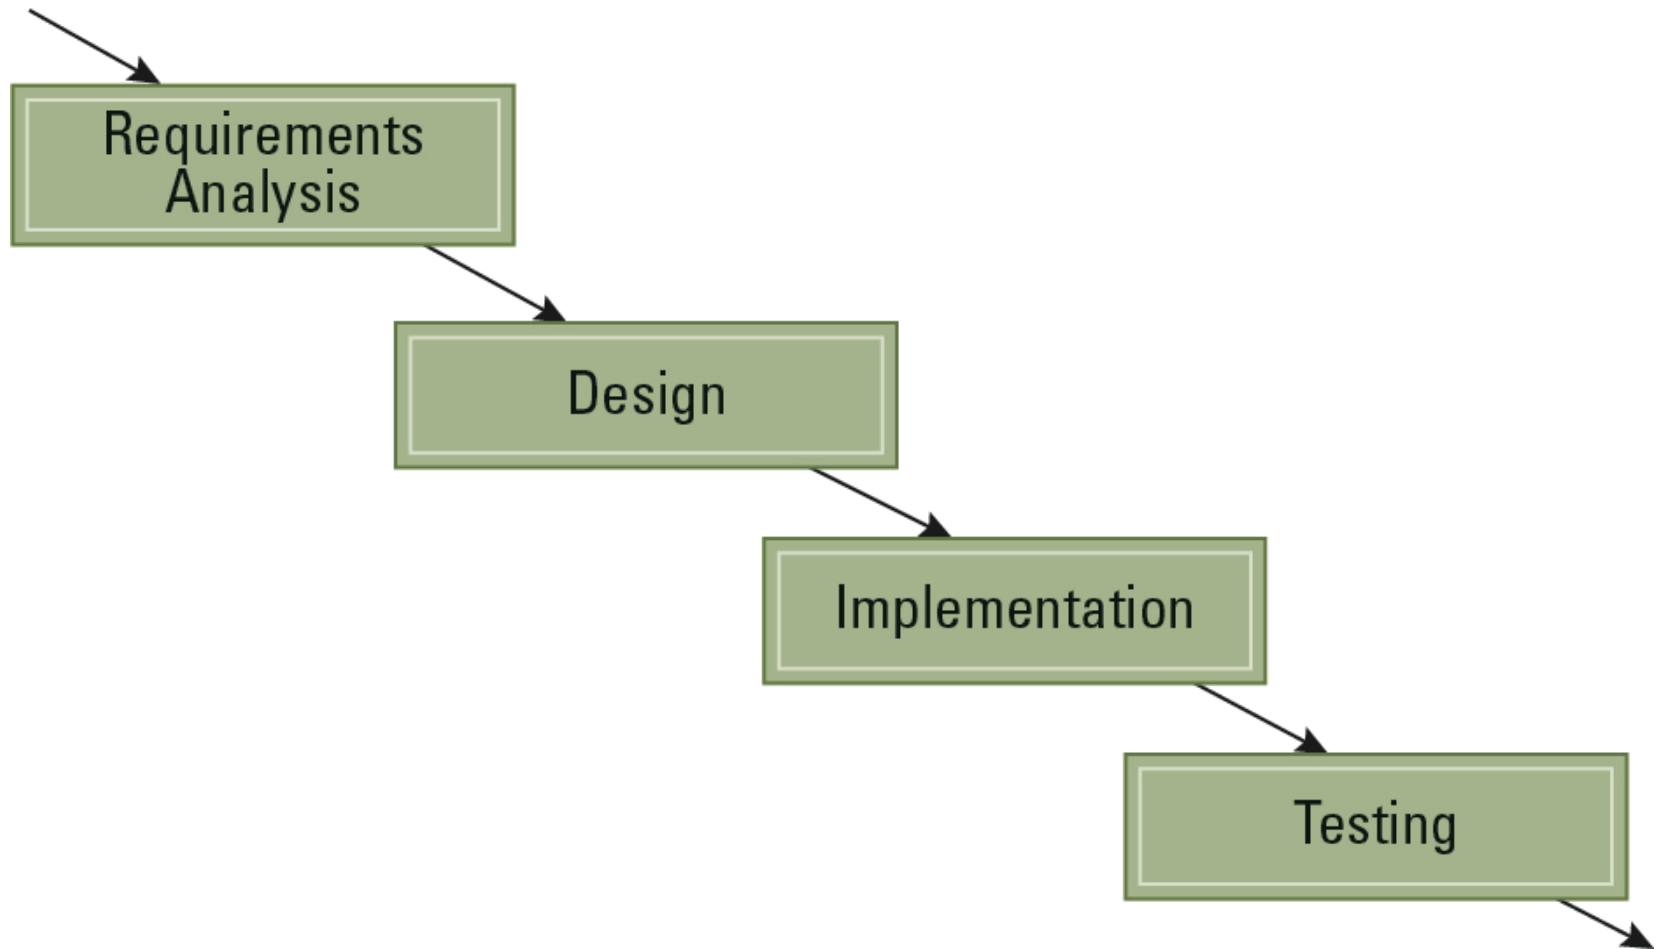 Requirements
Analysis
Design
Implementation
Testing